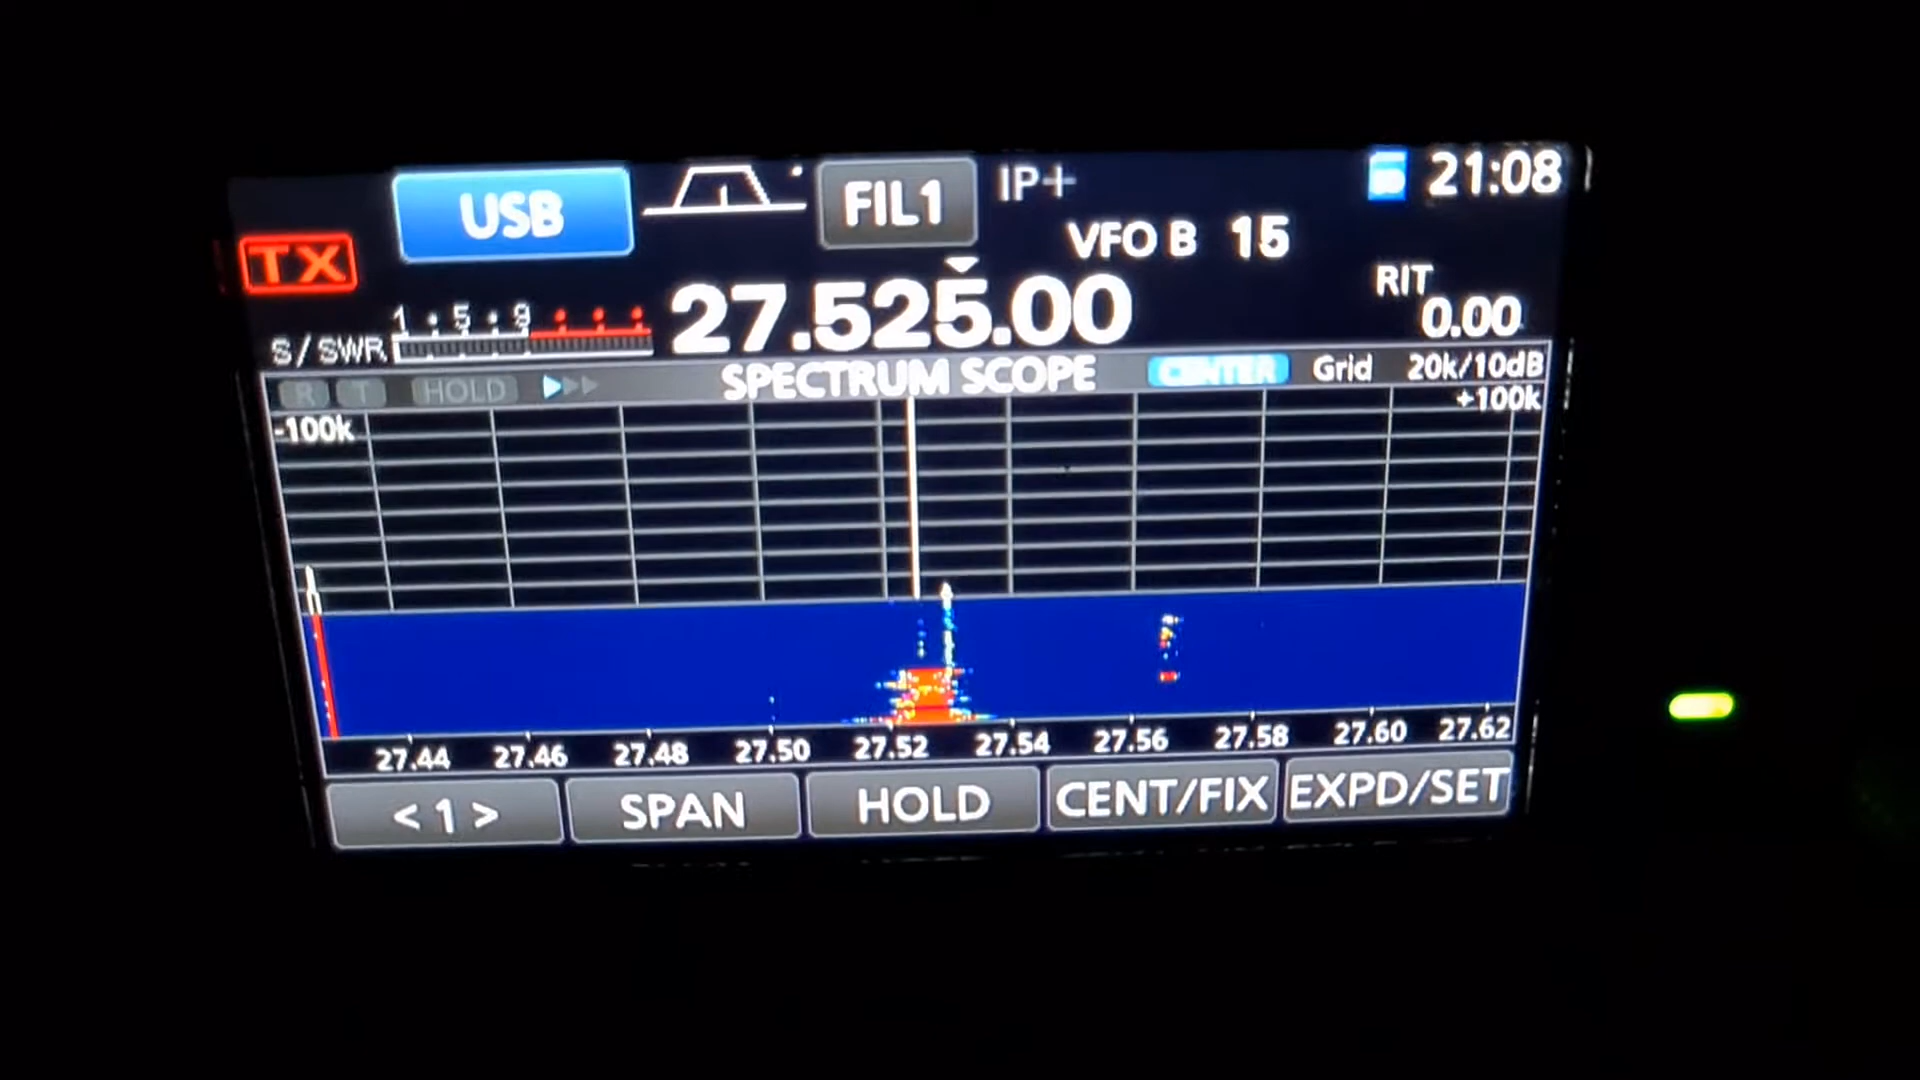 USB FIL1 IP+ 21:08
VFO B 15
TX
RIT
0.00
27.525.00
1 5 9
S/SWR
R T HOLD SPECTRUM SCOPE CENTER Grid 20k/10dB
-100k +100k
27.44 27.46 27.48 27.50 27.52 27.54 27.56 27.58 27.60 27.62
< 1 > SPAN HOLD CENT/FIX EXPD/SET